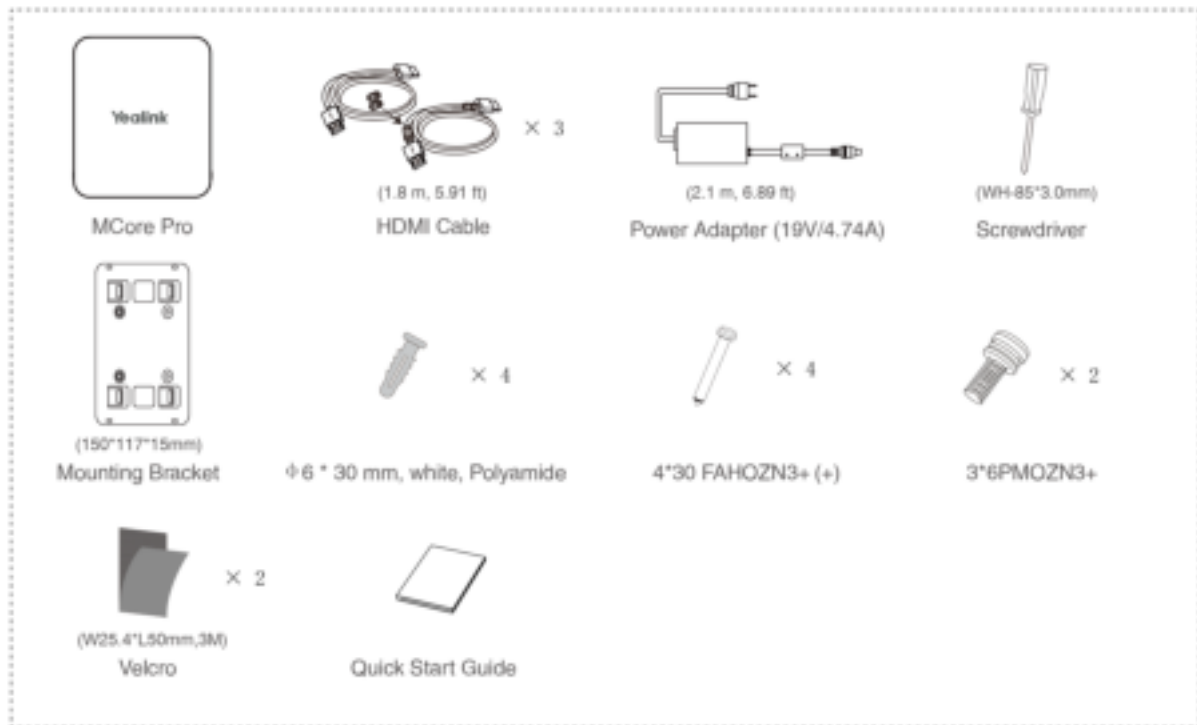 Yealink
× 3
(1.8 m, 5.91 ft)
(2.1 m, 6.89 ft)
(WH-85*3.0mm)
MCore Pro
HDMI Cable
Power Adapter (19V/4.74A)
Screwdriver
× 4
× 4
× 2
(150*117*15mm)
Mounting Bracket
Φ6 * 30 mm, white, Polyamide
4*30 FAHOZN3+ (+)
3*6PMOZN3+
× 2
(W25.4*L50mm,3M)
Velcro
Quick Start Guide